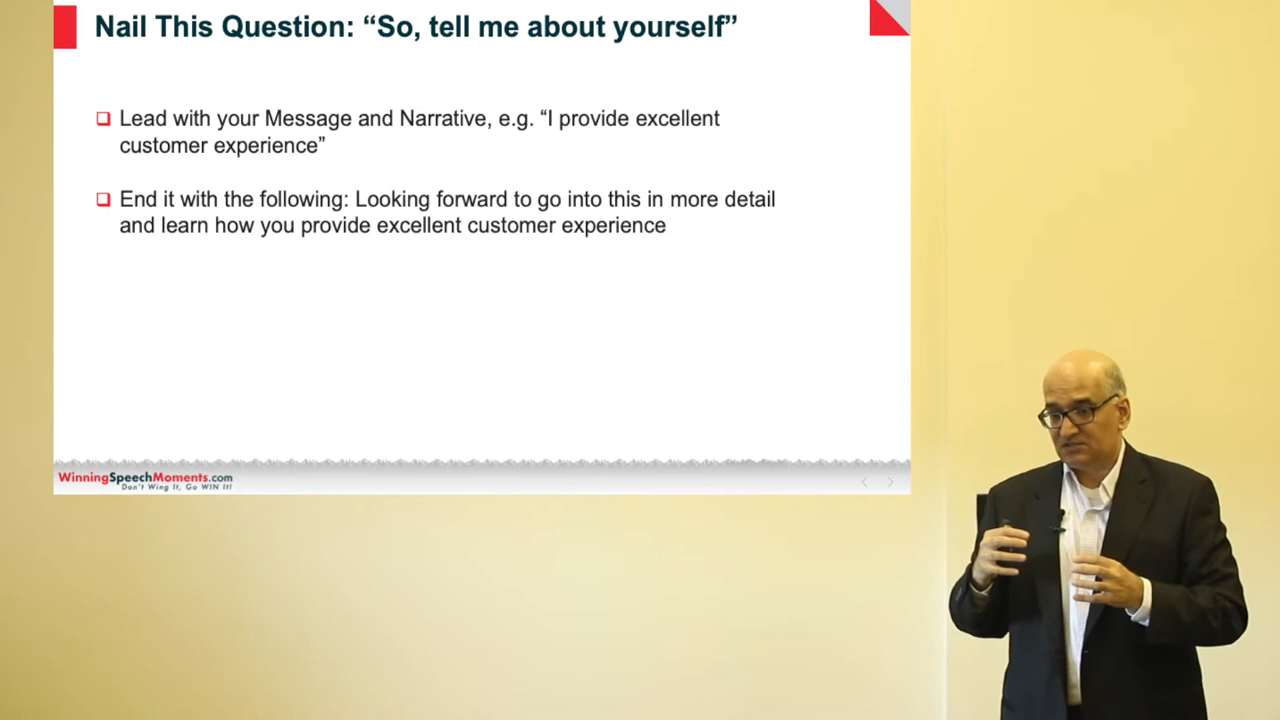 Nail This Question: “So, tell me about yourself”
Lead with your Message and Narrative, e.g. “I provide excellent
customer experience”
End it with the following: Looking forward to go into this in more detail
and learn how you provide excellent customer experience
WinningSpeechMoments.com
Don't Wing It, Go WIN It!